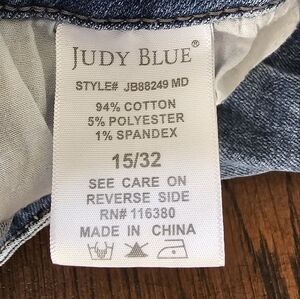 JUDY BLUE®
STYLE# JB88249 MD
94% COTTON
5% POLYESTER
1% SPANDEX
15/32
SEE CARE ON
REVERSE SIDE
RN# 116380
MADE IN CHINA